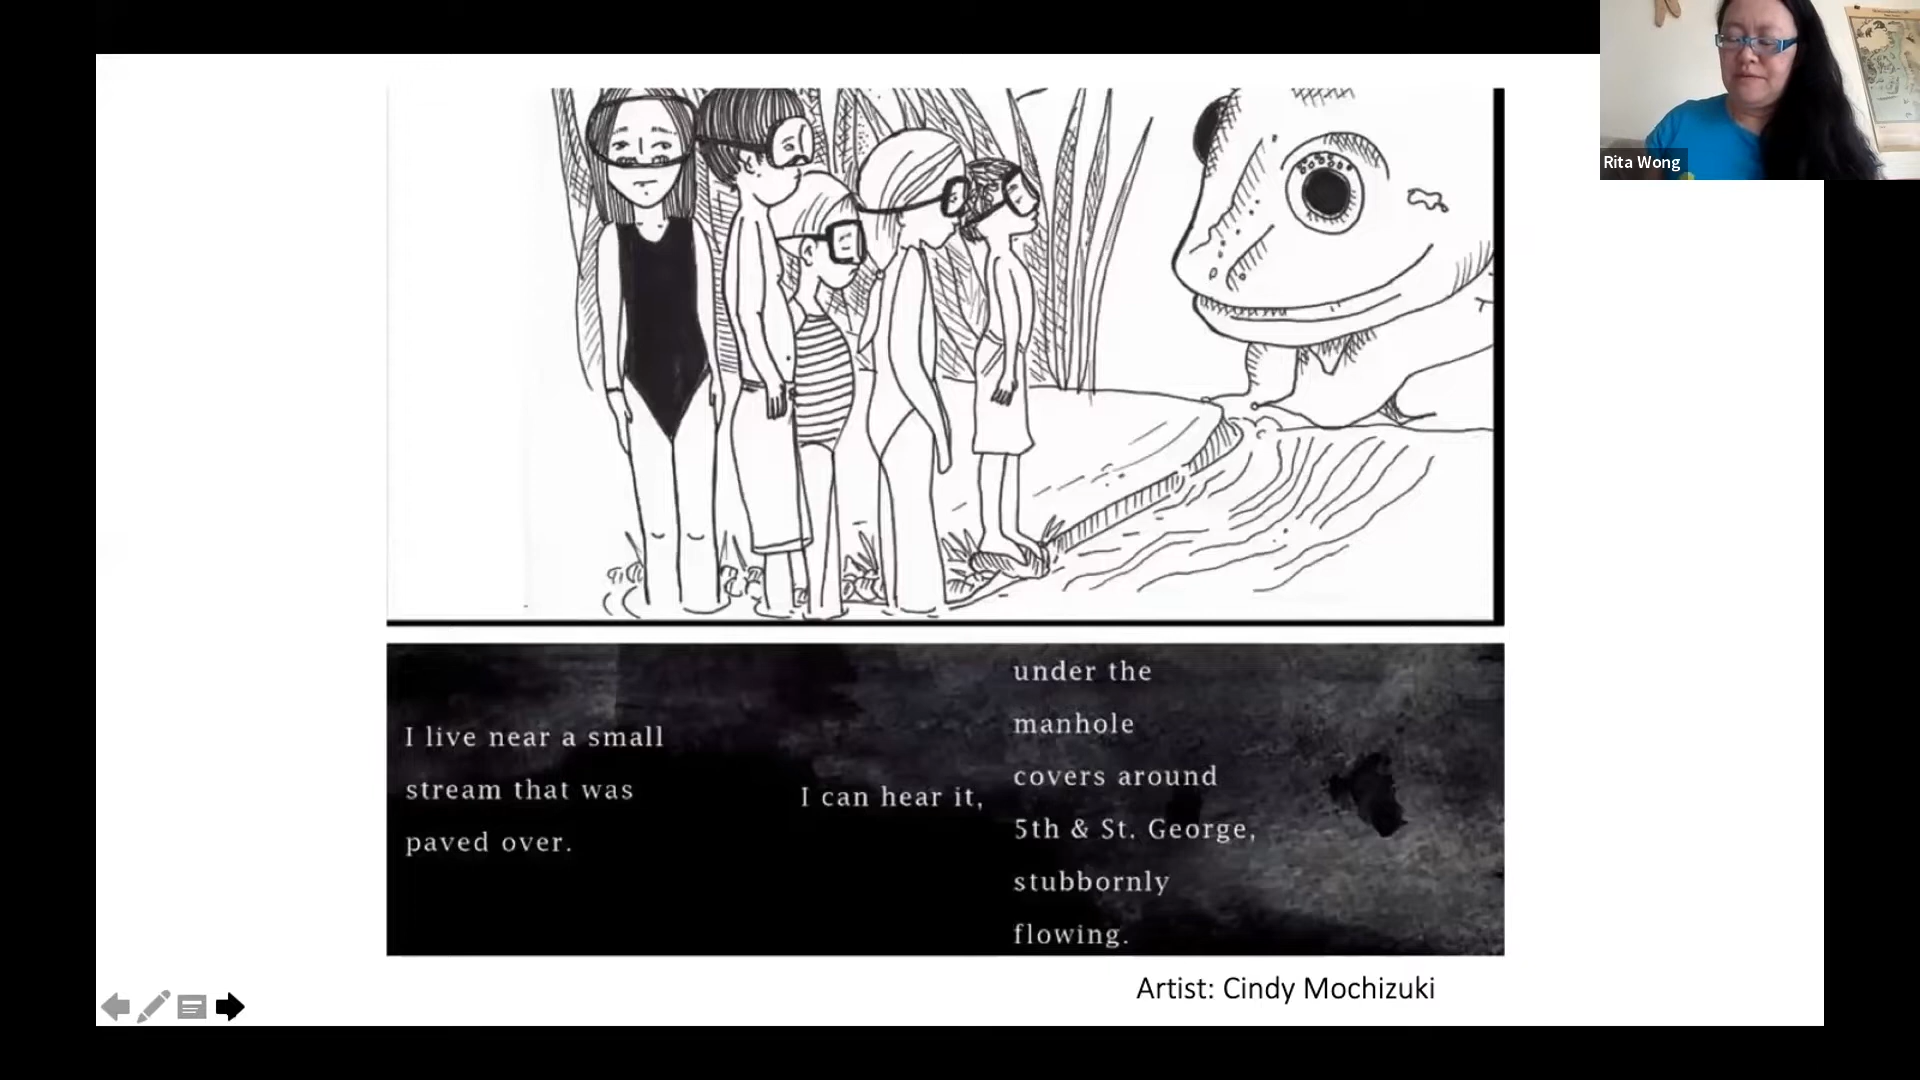 Rita Wong
I live near a small
stream that was
paved over.
I can hear it,
under the
manhole
covers around
5th & St. George,
stubbornly
flowing.
Artist: Cindy Mochizuki